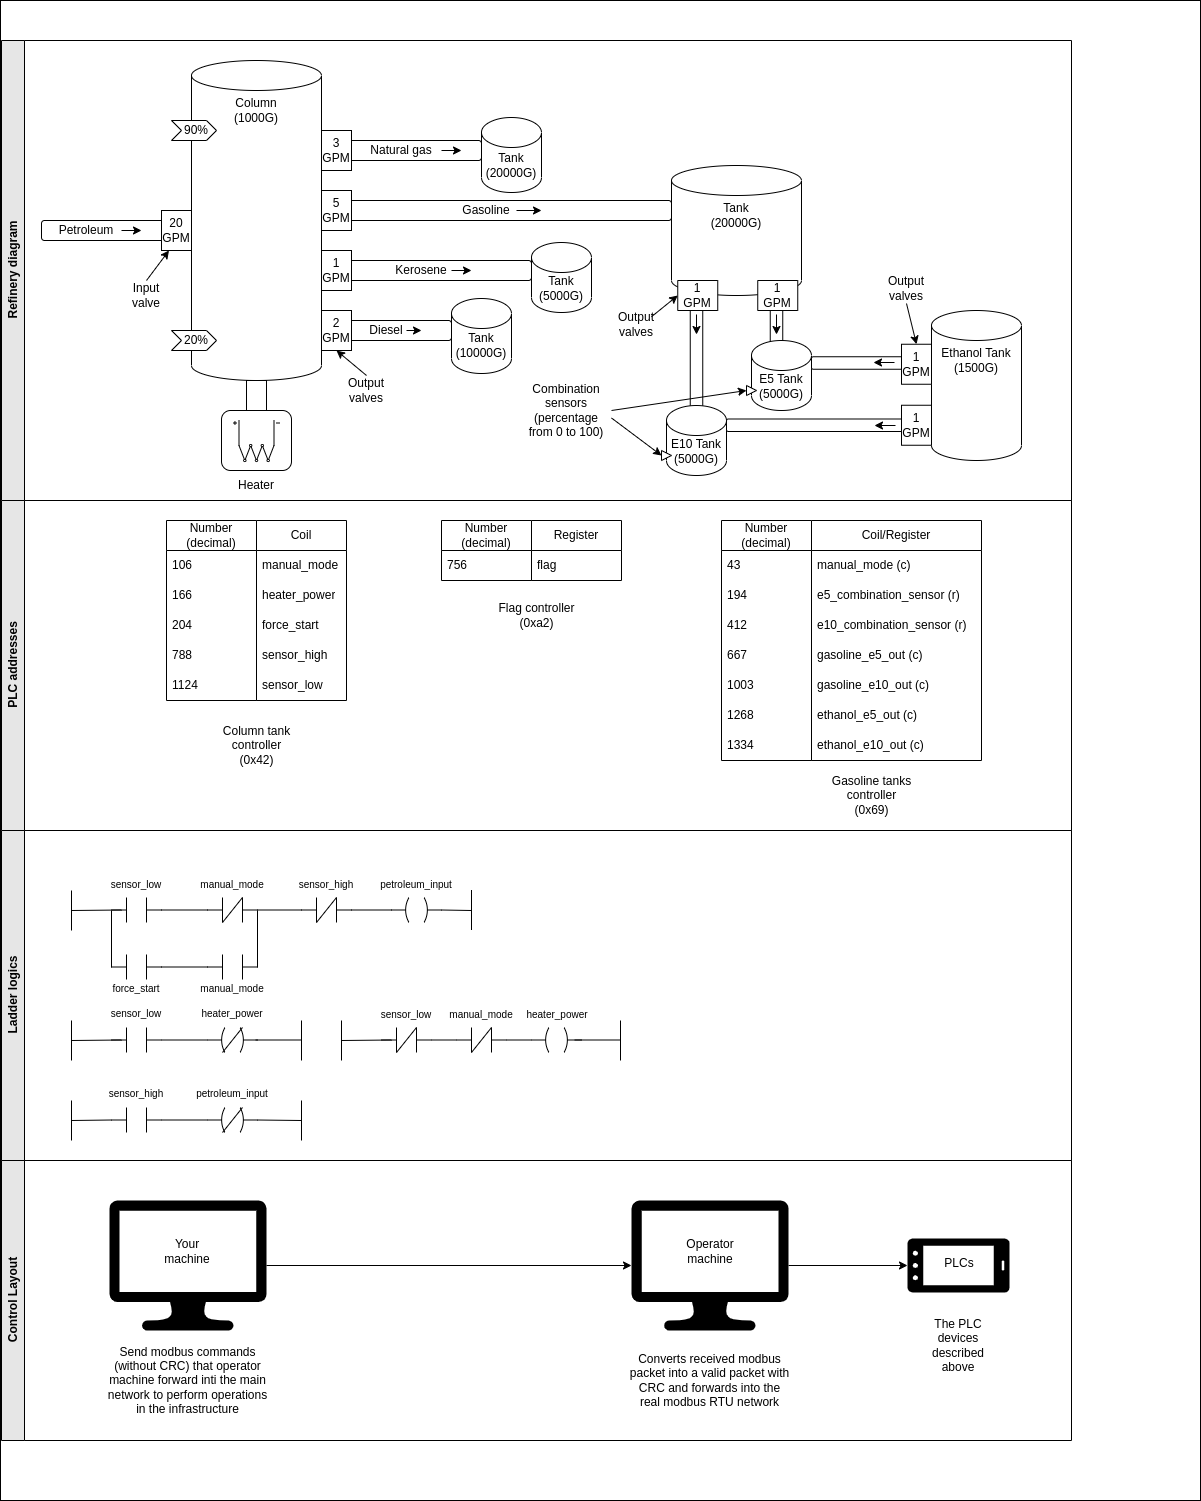 Refinery diagram
Column
(1000G)
90%
20%
Petroleum
20
GPM
Input
valve
3
GPM
Natural gas
Tank
(20000G)
5
GPM
Gasoline
Tank
(20000G)
1
GPM
Kerosene
Tank
(5000G)
2
GPM
Diesel
Tank
(10000G)
Output
valves
+
-
Heater
1
GPM
1
GPM
Output
valves
Output
valves
Ethanol Tank
(1500G)
1
GPM
1
GPM
E5 Tank
(5000G)
E10 Tank
(5000G)
Combination
sensors
(percentage
from 0 to 100)
PLC addresses
Number
(decimal)
Coil
106 manual_mode
166 heater_power
204 force_start
788 sensor_high
1124 sensor_low
Column tank
controller
(0x42)
Number
(decimal)
Register
756 flag
Flag controller
(0xa2)
Number
(decimal)
Coil/Register
43 manual_mode (c)
194 e5_combination_sensor (r)
412 e10_combination_sensor (r)
667 gasoline_e5_out (c)
1003 gasoline_e10_out (c)
1268 ethanol_e5_out (c)
1334 ethanol_e10_out (c)
Gasoline tanks
controller
(0x69)
Ladder logics
sensor_low manual_mode sensor_high petroleum_input
force_start manual_mode
sensor_low heater_power
sensor_low manual_mode heater_power
sensor_high petroleum_input
Control Layout
Your
machine
Send modbus commands
(without CRC) that operator
machine forward inti the main
network to perform operations
in the infrastructure
Operator
machine
Converts received modbus
packet into a valid packet with
CRC and forwards into the
real modbus RTU network
PLCs
The PLC
devices
described
above